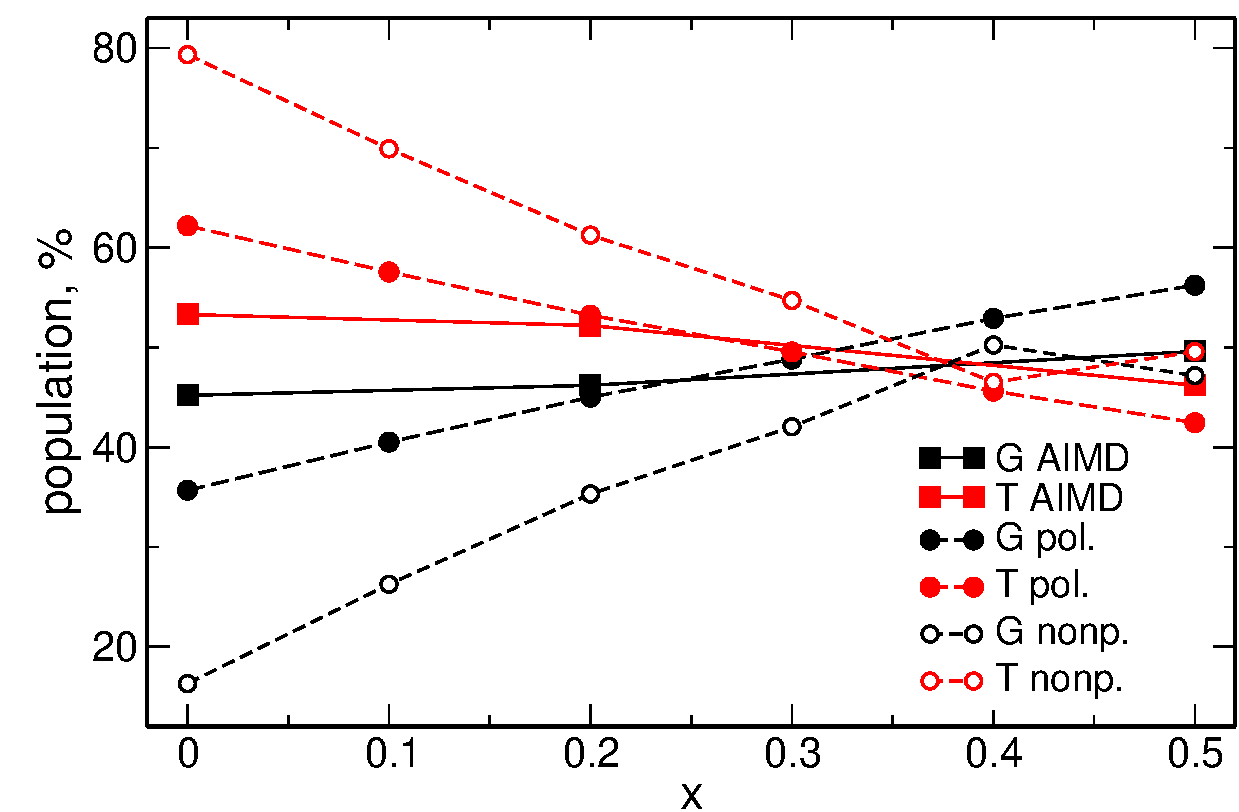 population, %
80
60
40
20
0 0.1 0.2 0.3 0.4 0.5
x
G AIMD
T AIMD
G pol.
T pol.
G nonp.
T nonp.